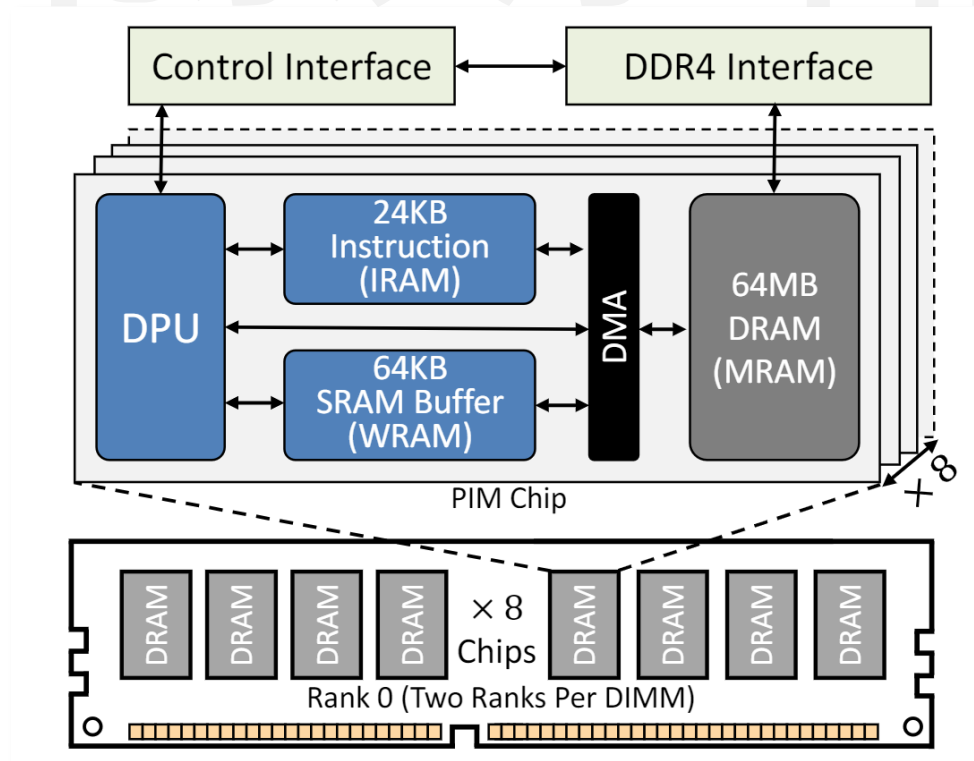 Control Interface
DDR4 Interface
DPU
24KB
Instruction
(IRAM)
64KB
SRAM Buffer
(WRAM)
DMA
64MB
DRAM
(MRAM)
× 8
PIM Chip
DRAM
DRAM
DRAM
DRAM
× 8
Chips
DRAM
DRAM
DRAM
DRAM
Rank 0 (Two Ranks Per DIMM)